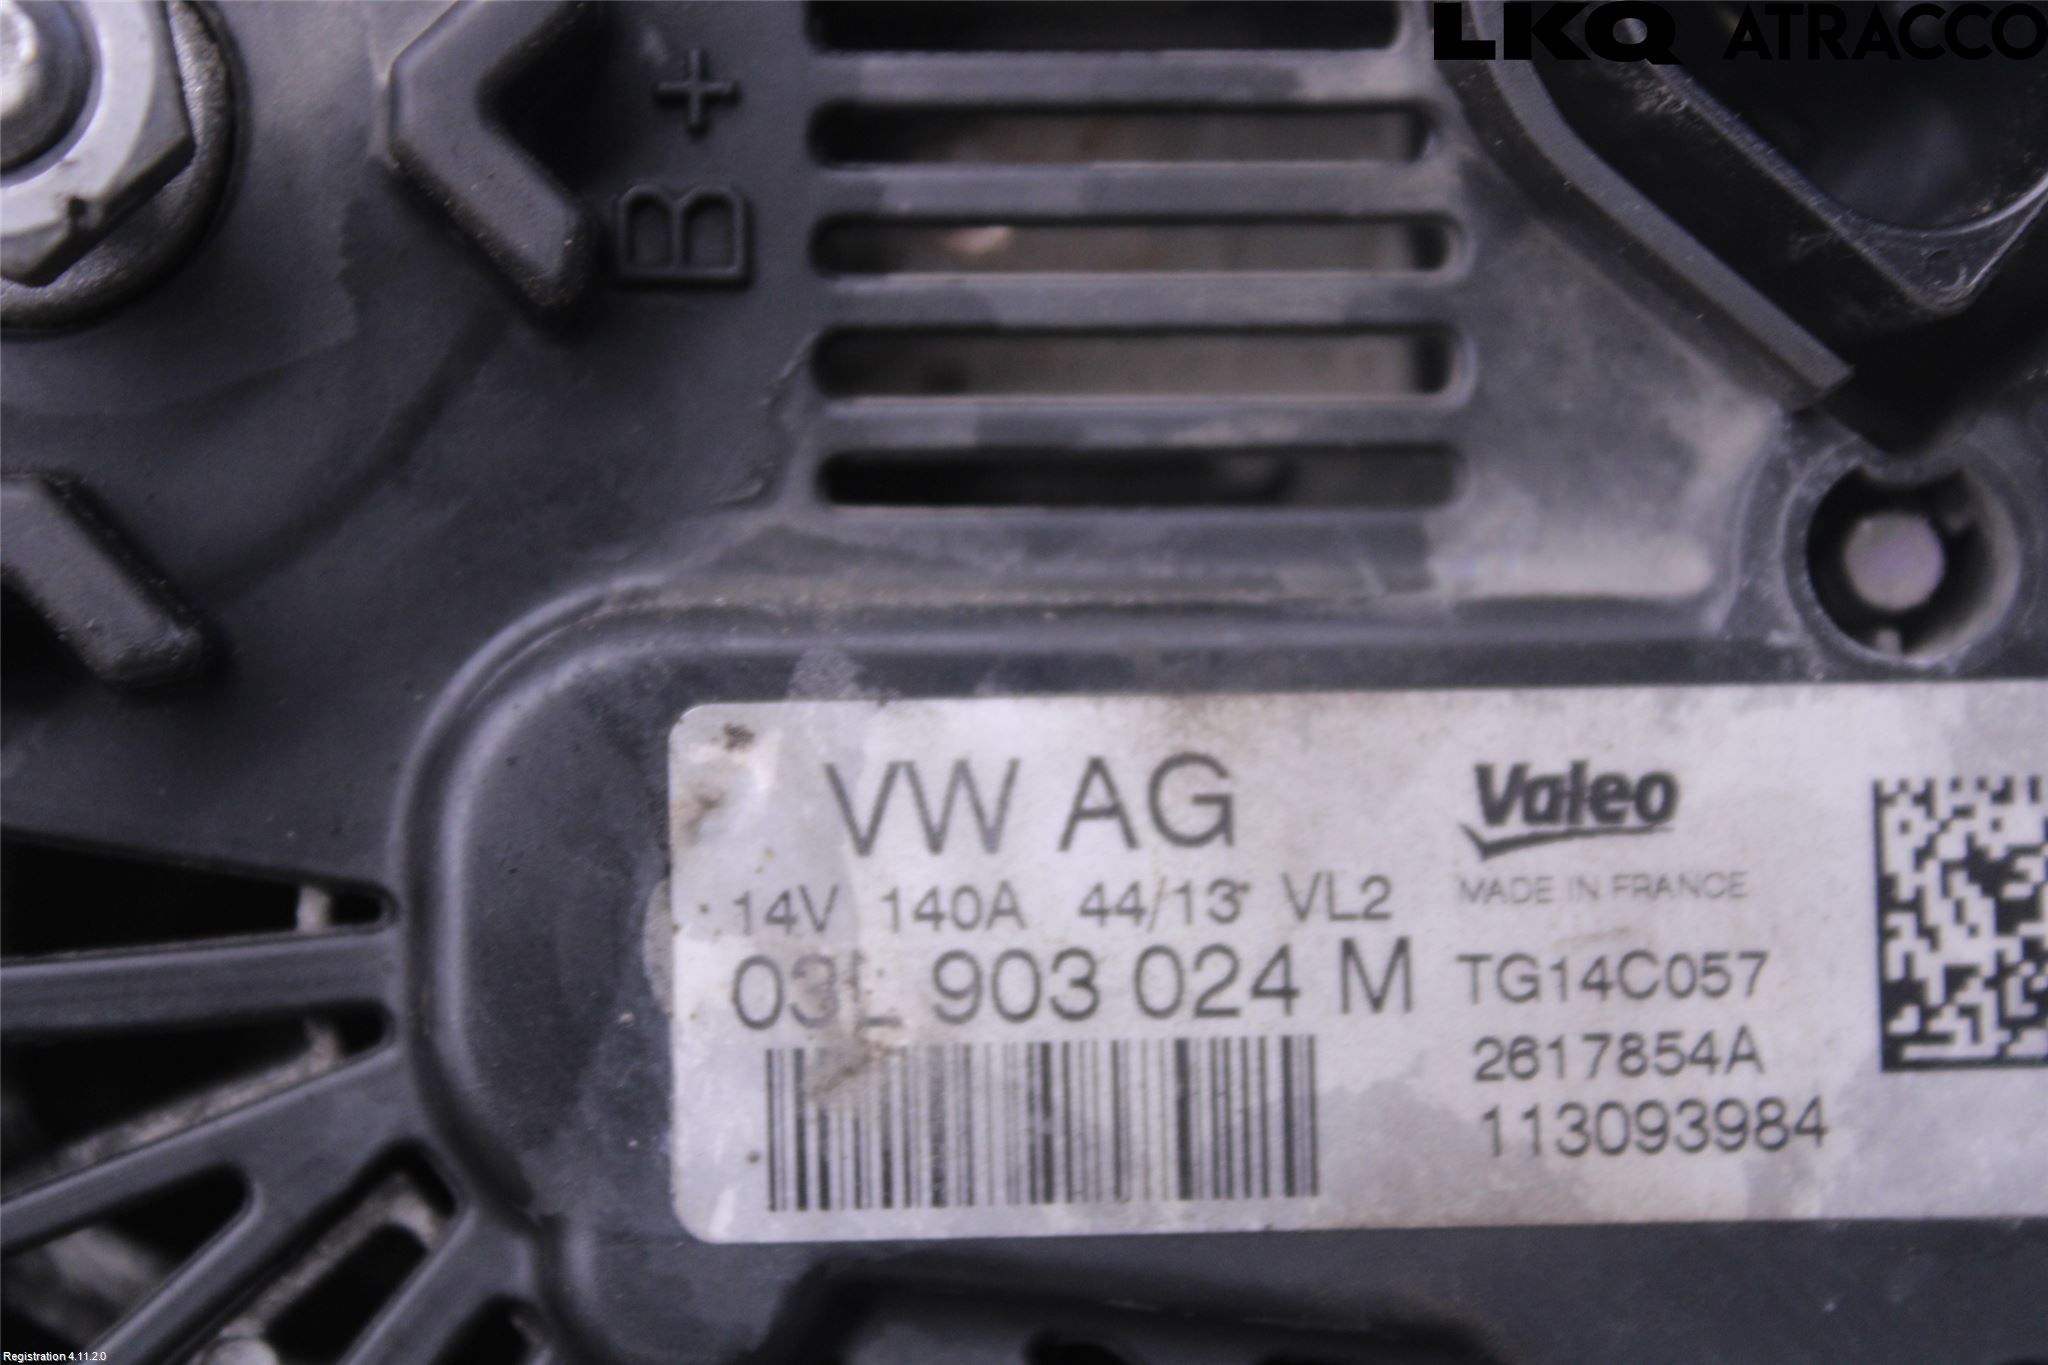 LKQ ATRACCO
B+
VW AG
14V 140A 44/13 VL2
03L 903 024 M
Valeo
MADE IN FRANCE
TG14C057
2617854A
113093984
Registration 4.11.2.0